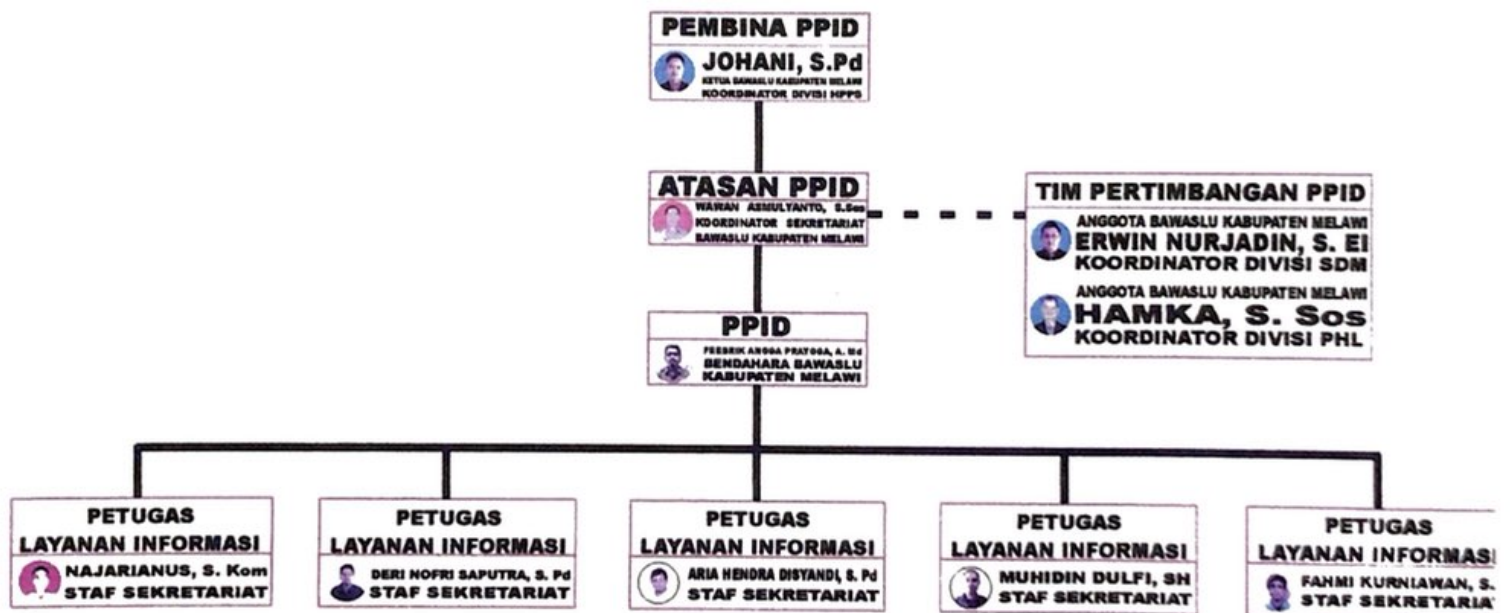 PEMBINA PPID
JOHANI, S.Pd
KETUA BAWASLU KABUPATEN MELAWI
KOORDINATOR DIVISI HPPS
ATASAN PPID
WAWAN ASMULYANTO, S.Sos
KOORDINATOR SEKRETARIAT
BAWASLU KABUPATEN MELAWI
TIM PERTIMBANGAN PPID
ANGGOTA BAWASLU KABUPATEN MELAWI
ERWIN NURJADIN, S. EI
KOORDINATOR DIVISI SDM
ANGGOTA BAWASLU KABUPATEN MELAWI
HAMKA, S. Sos
KOORDINATOR DIVISI PHL
PPID
ANGGA PRAYOGA, A. Md
BENDAHARA BAWASLU
KABUPATEN MELAWI
PETUGAS
LAYANAN INFORMASI
NAJARIANUS, S. Kom
STAF SEKRETARIAT
PETUGAS
LAYANAN INFORMASI
DERI NOFRI SAPUTRA, S. Pd
STAF SEKRETARIAT
PETUGAS
LAYANAN INFORMASI
ARIA HENDRA DISYANDI, S. Pd
STAF SEKRETARIAT
PETUGAS
LAYANAN INFORMASI
MUHIDIN DULFI, SH
STAF SEKRETARIAT
PETUGAS
LAYANAN INFORMASI
FAHMI KURNIAWAN, S.
STAF SEKRETARIA